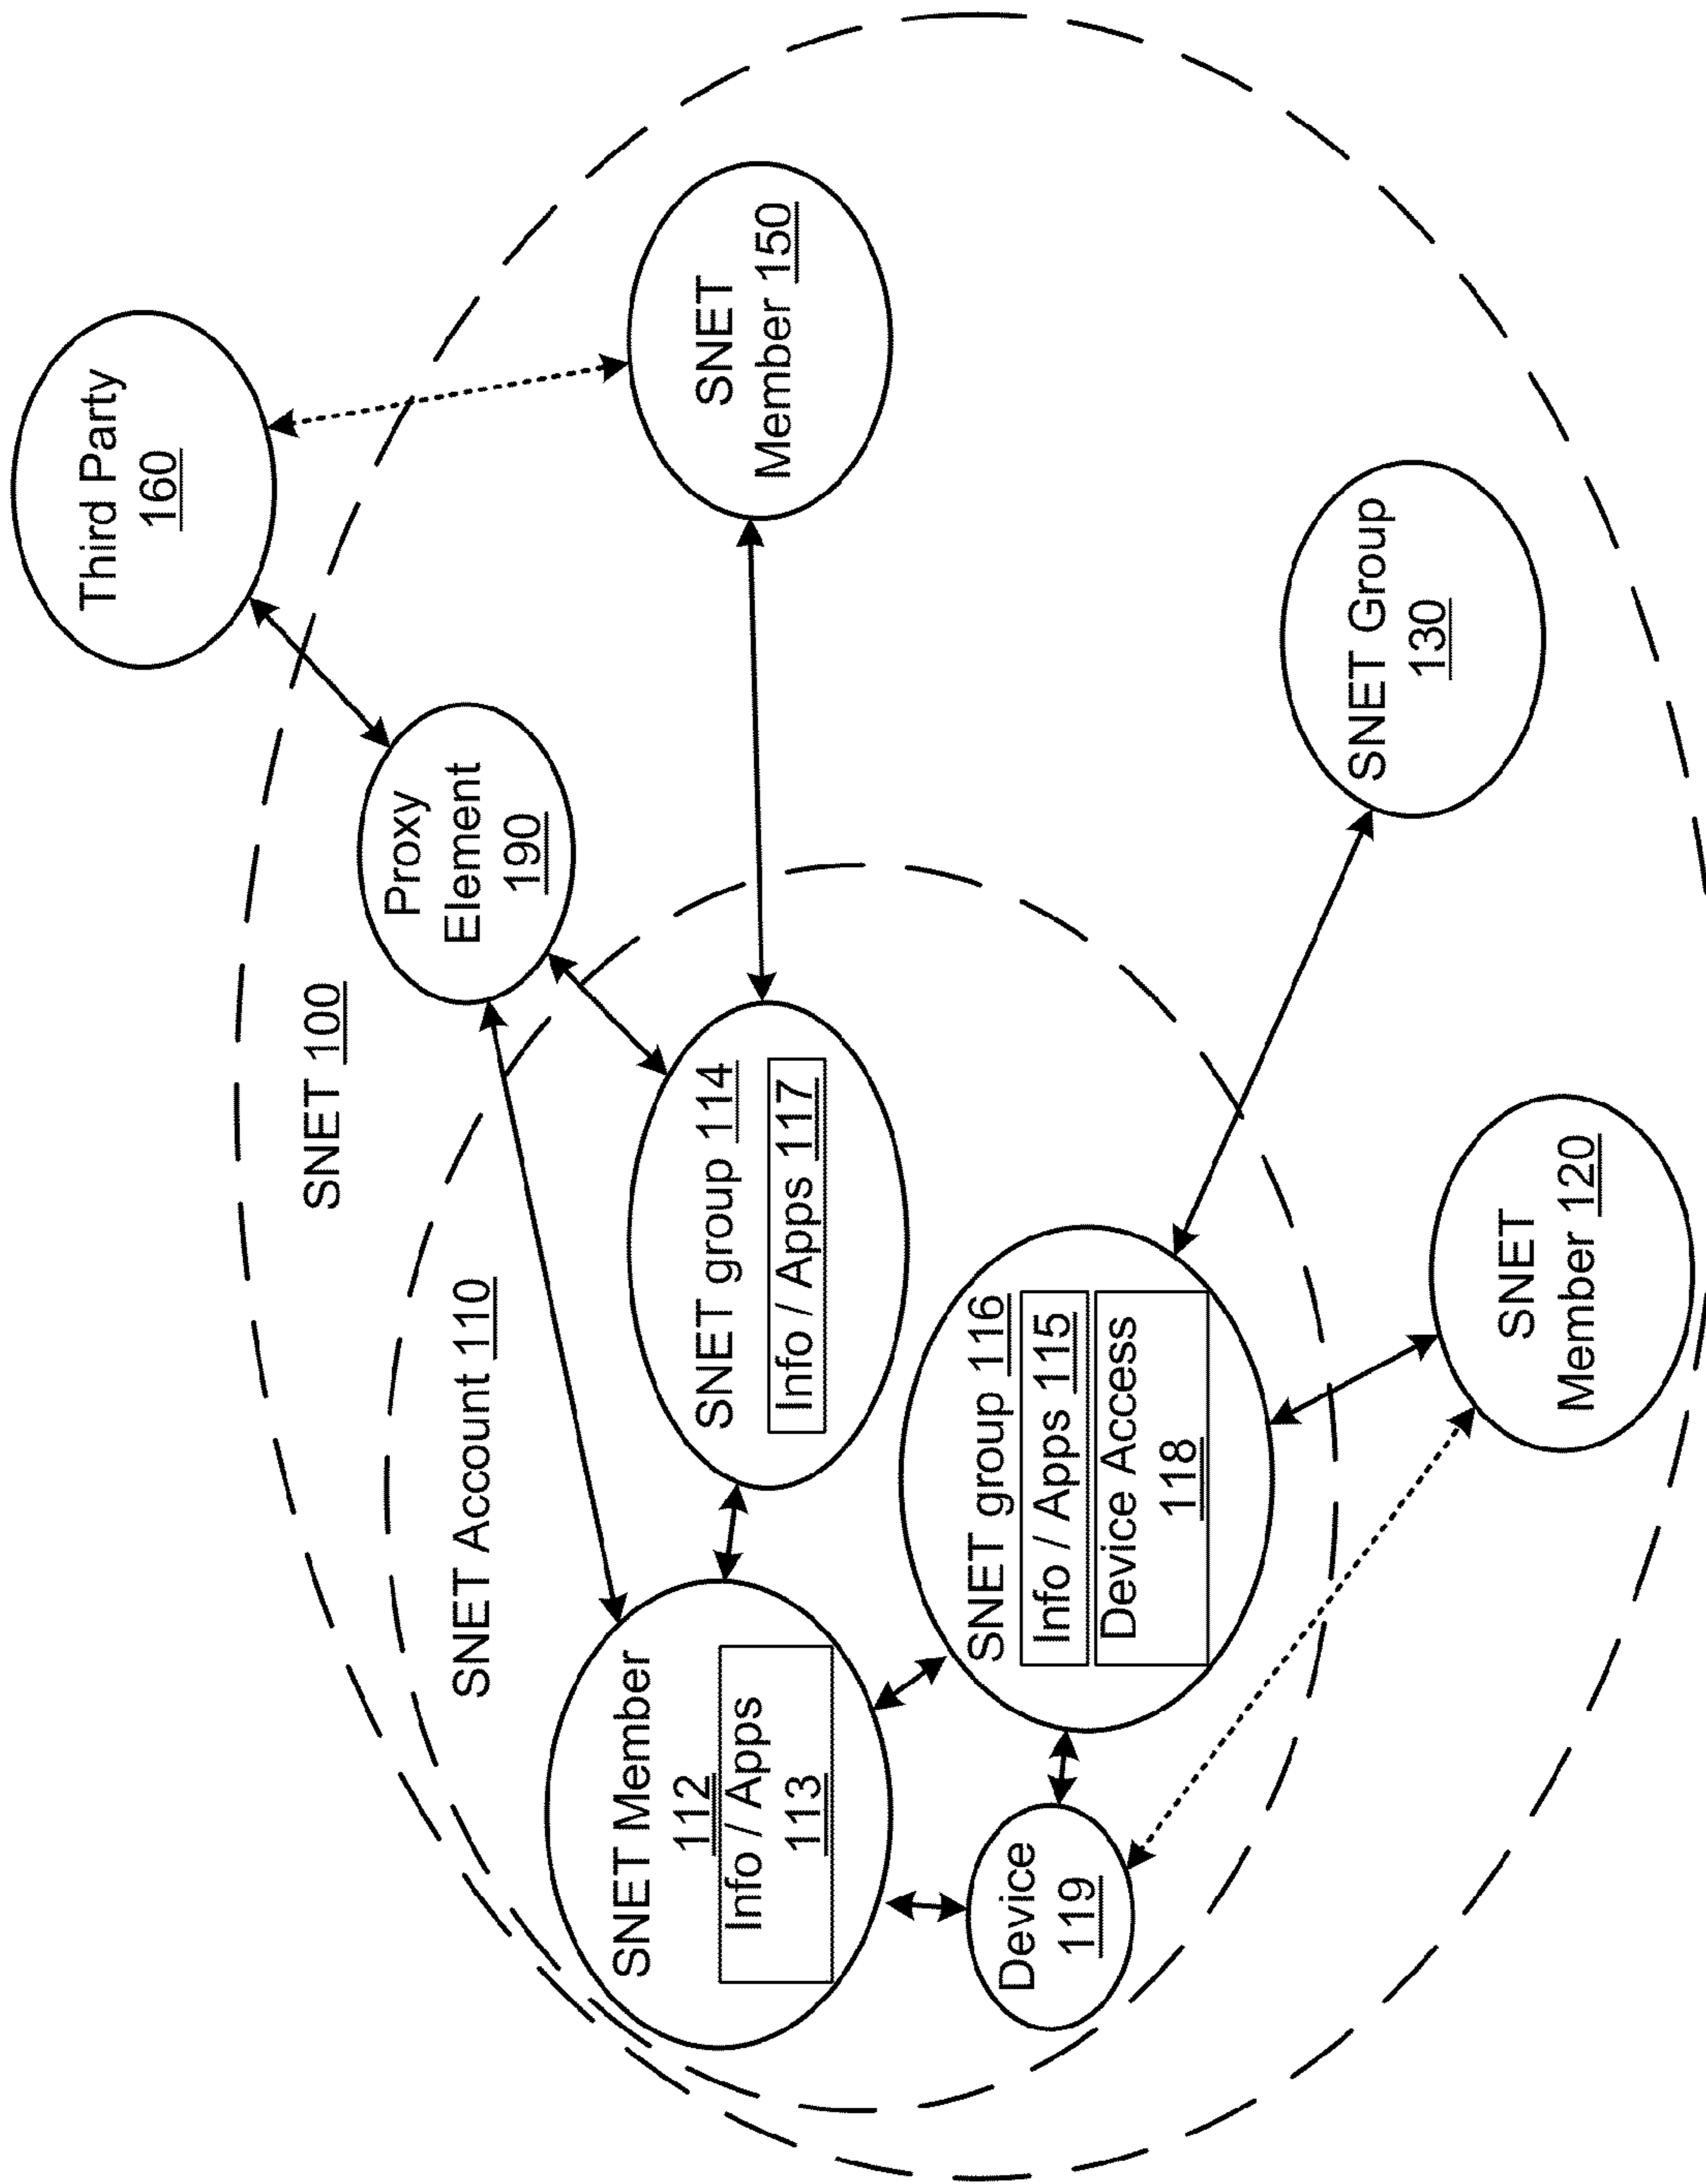 SNET 100
SNET Account 110
SNET Member
112
Info / Apps
113
SNET group 114
Info / Apps 117
Proxy
Element
190
Third Party
160
SNET
Member 150
Device
119
SNET group 116
Info / Apps 115
Device Access
118
SNET Group
130
SNET
Member 120